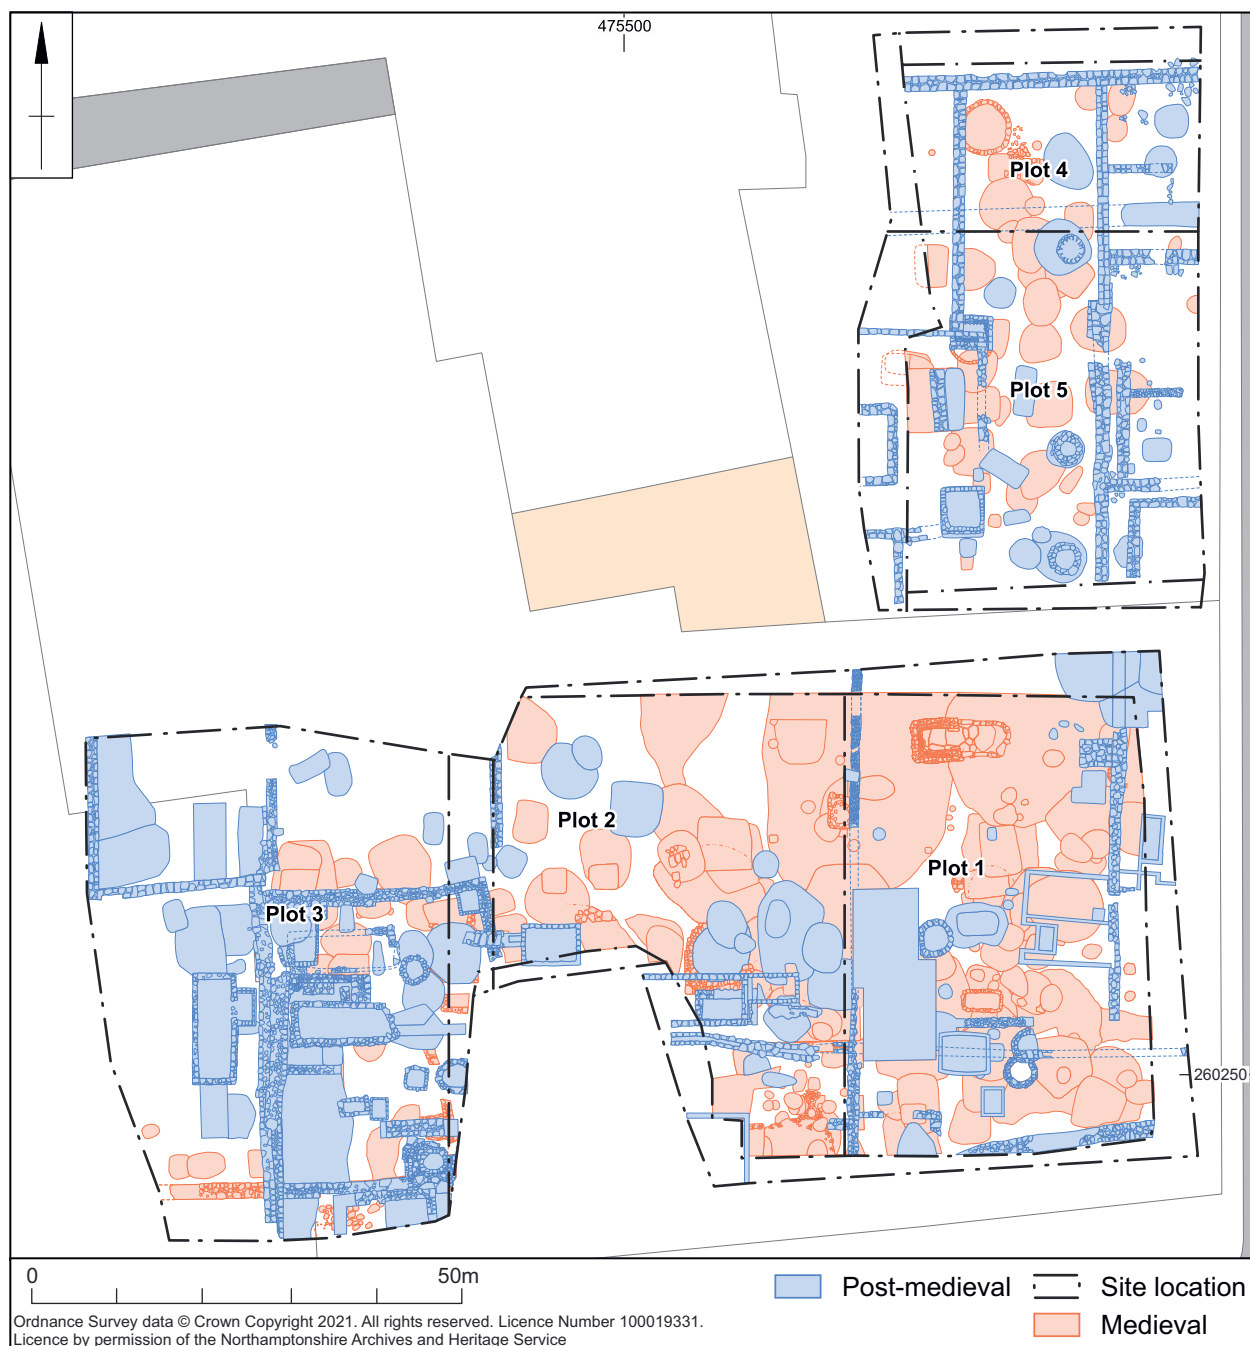 475500
Plot 4
Plot 5
Plot 2
Plot 1
Plot 3
260250
0 50m
Post-medieval
Site location
Medieval
Ordnance Survey data © Crown Copyright 2021. All rights reserved. Licence Number 100019331.
Licence by permission of the Northamptonshire Archives and Heritage Service